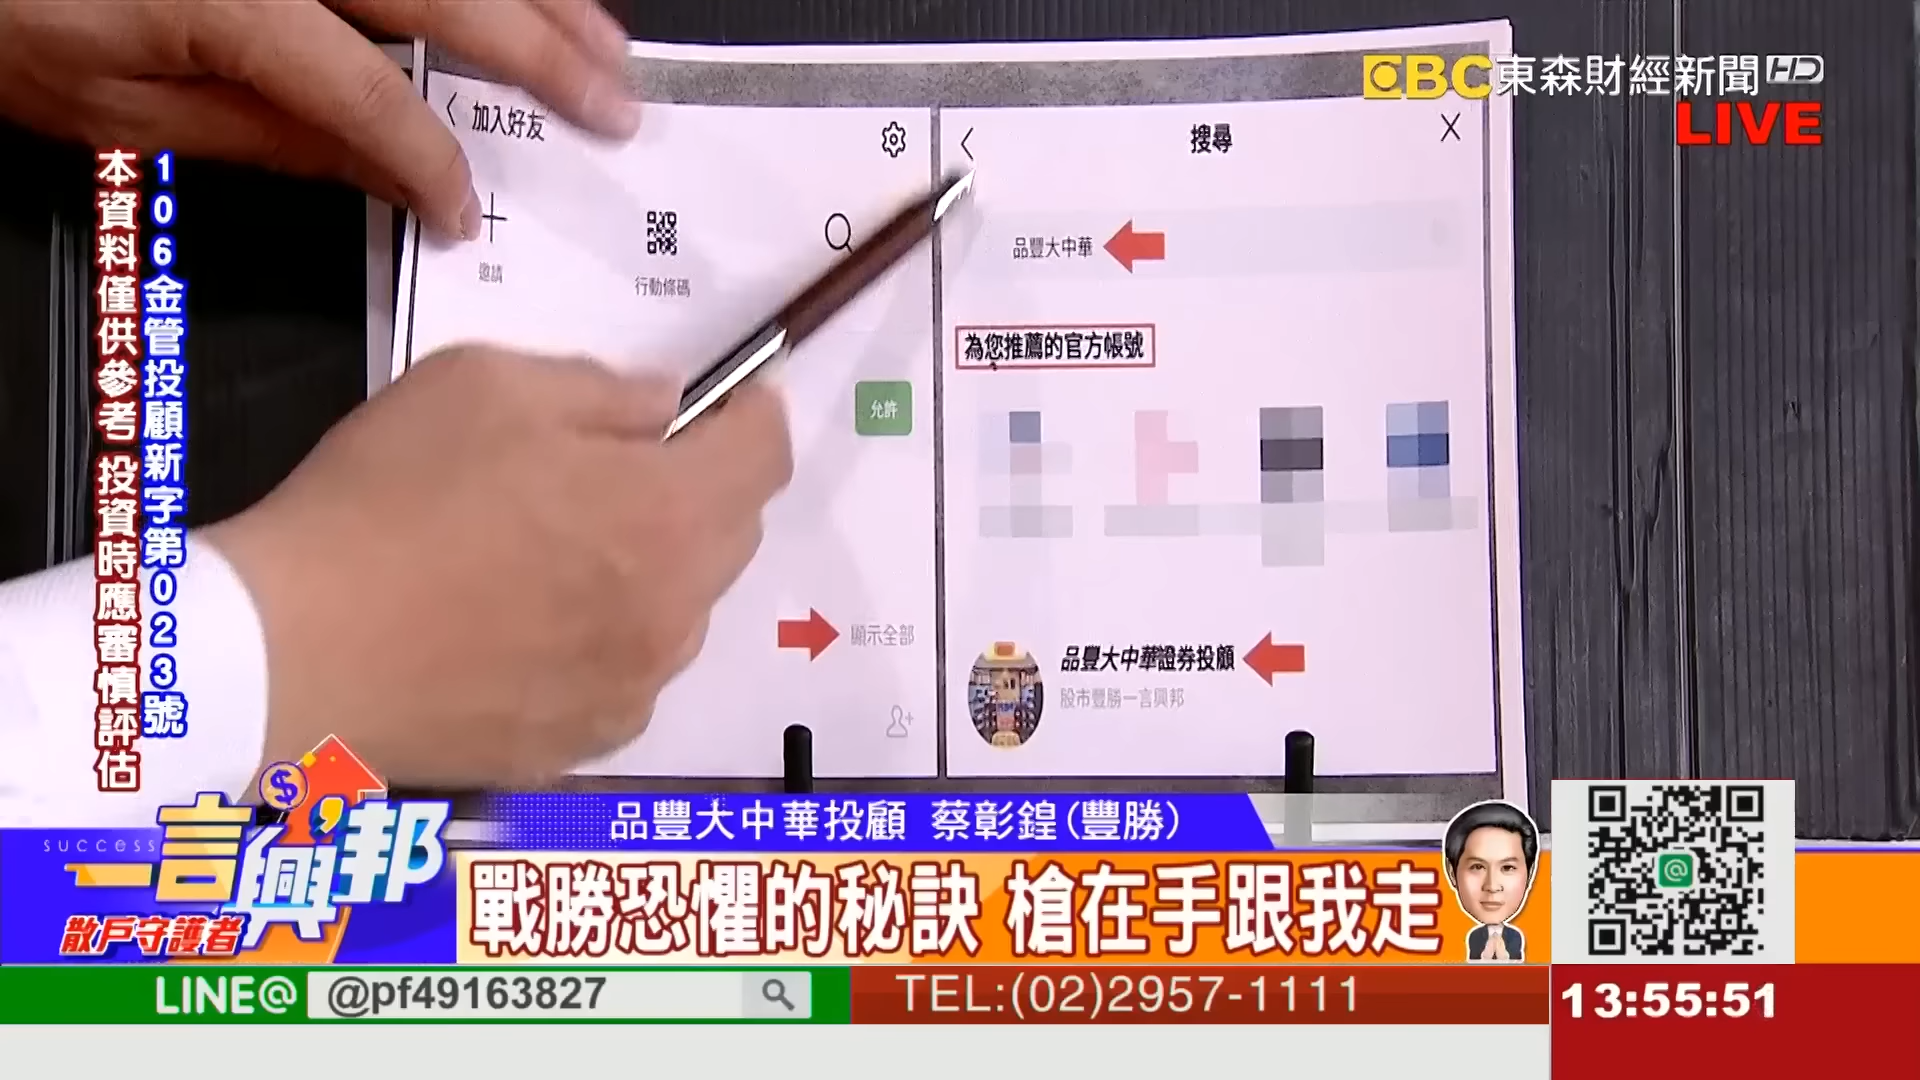 EBC東森財經新聞HD
LIVE
106金管投顧新字第023號
本資料僅供參考 投資時應審慎評估
加入好友
邀請
行動條碼
允許
顯示全部
搜尋
品豐大中華
為您推薦的官方帳號
品豐大中華證券投顧
股市豐勝一言興邦
success
一言興邦
散戶守護者
品豐大中華投顧 蔡彰鍠(豐勝)
戰勝恐懼的秘訣 槍在手跟我走
LINE@ @pf49163827
TEL:(02)2957-1111
13:55:51